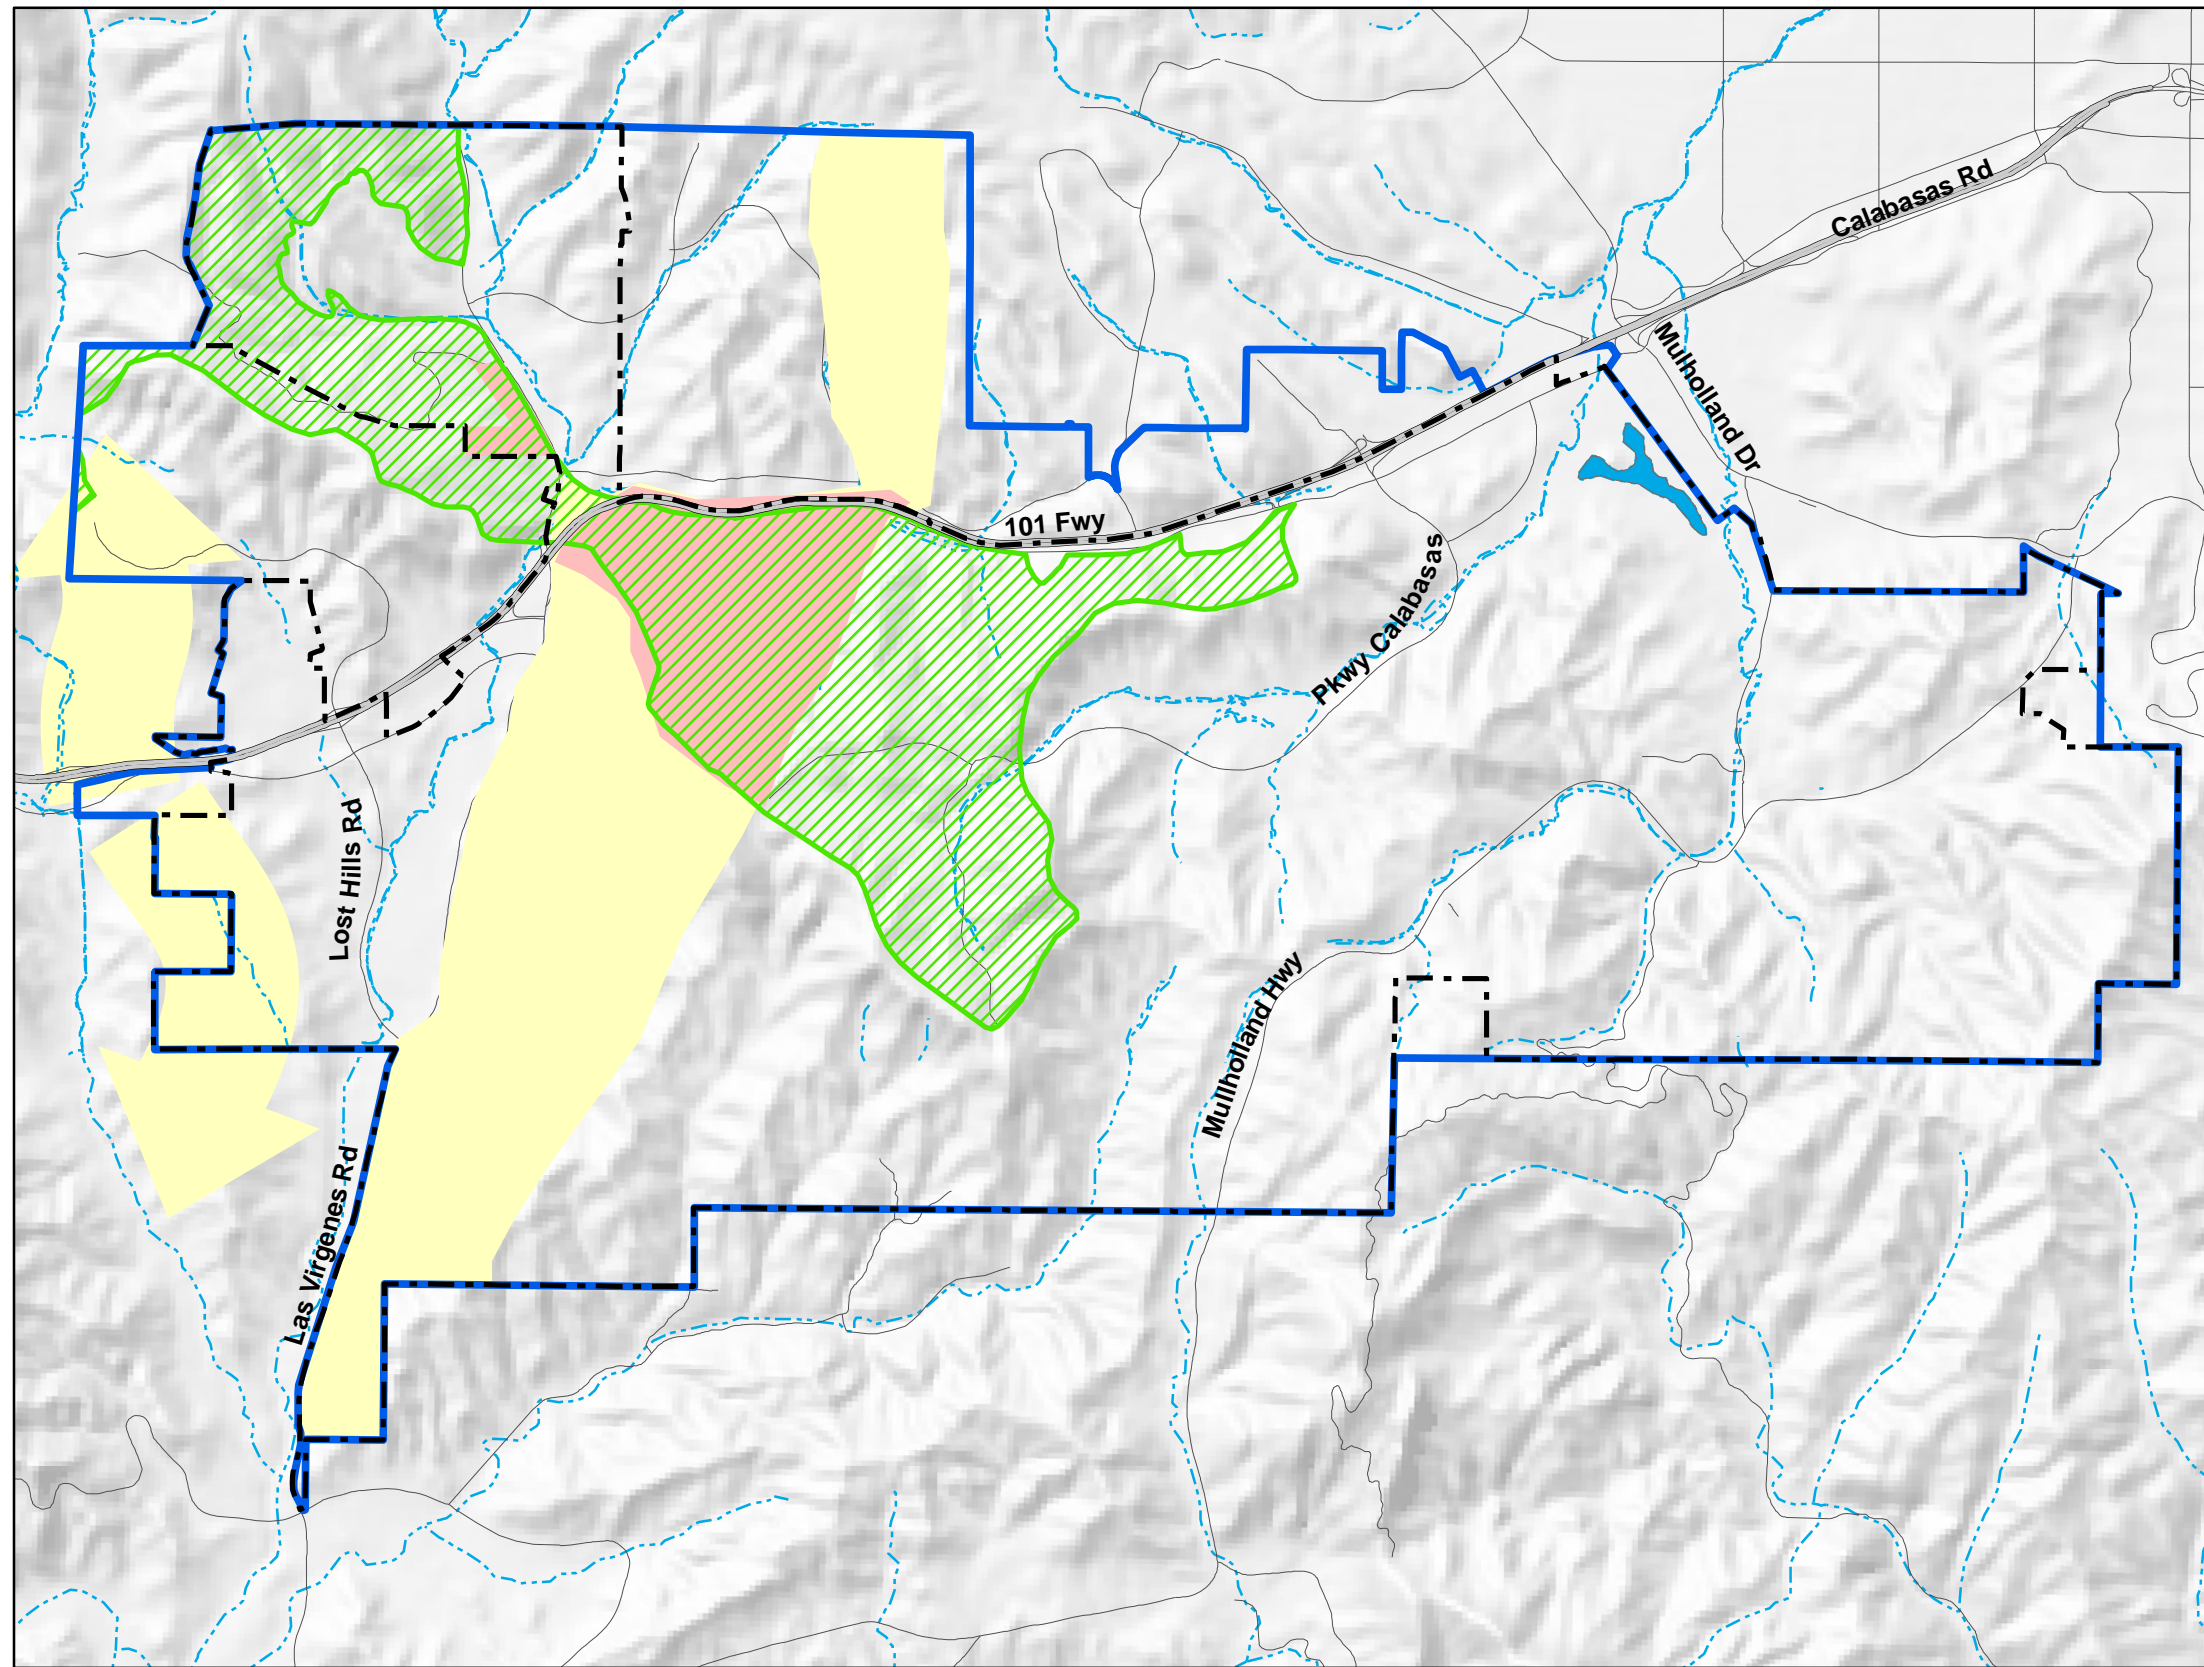 Calabasas Rd
Mulholland Dr
101 Fwy
Pkwy Calabasas
Lost Hills Rd
Mullholland Hwy
Las Virgenes Rd